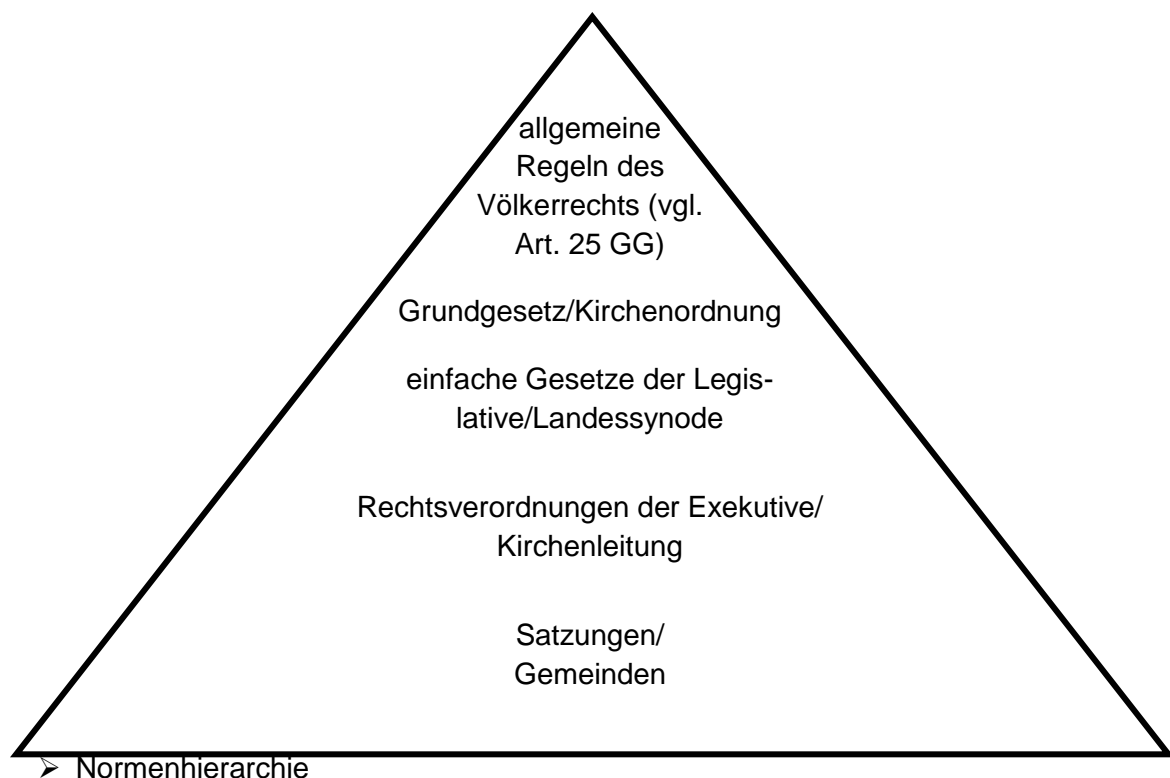 allgemeine
Regeln des
Völkerrechts (vgl.
Art. 25 GG)
Grundgesetz/Kirchenordnung
einfache Gesetze der Legis-
lative/Landessynode
Rechtsverordnungen der Exekutive/
Kirchenleitung
Satzungen/
Gemeinden
➢ Normenhierarchie